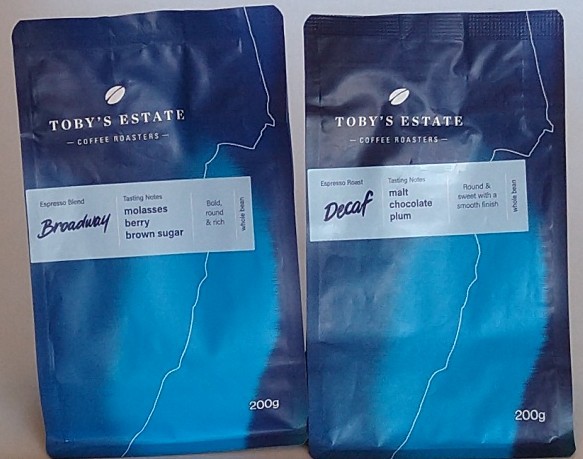 TOBY'S ESTATE
— COFFEE ROASTERS —
Espresso Blend
Broadway
Tasting Notes
molasses
berry
brown sugar
Bold,
round
& rich
whole bean
200g
TOBY'S ESTATE
— COFFEE ROASTERS —
Espresso Roast
Decaf
Tasting Notes
malt
chocolate
plum
Round &
sweet with a
smooth finish
whole bean
200g